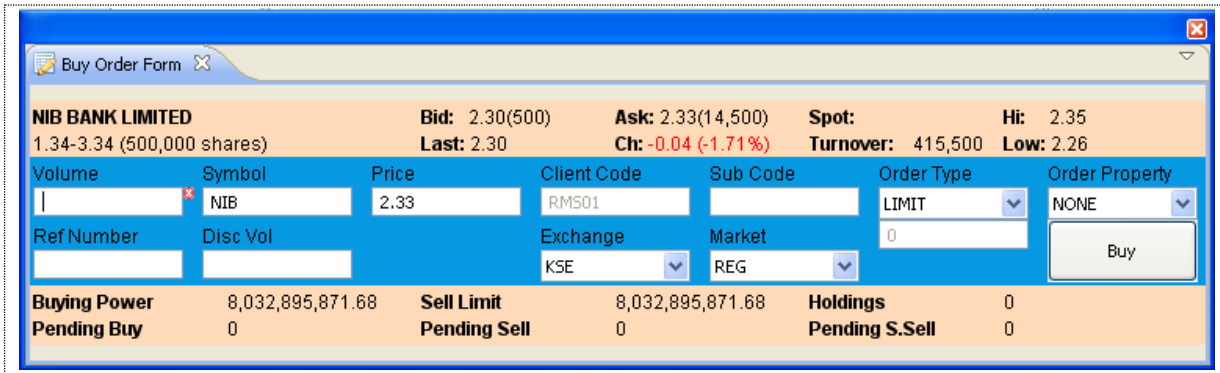 Buy Order Form
NIB BANK LIMITED Bid: 2.30(500) Ask: 2.33(14,500) Spot: Hi: 2.35
1.34-3.34 (500,000 shares) Last: 2.30 Ch: -0.04 (-1.71%) Turnover: 415,500 Low: 2.26
Volume Symbol Price Client Code Sub Code Order Type Order Property
NIB 2.33 RMS01 LIMIT NONE
Ref Number Disc Vol Exchange Market 0
KSE REG Buy
Buying Power 8,032,895,871.68 Sell Limit 8,032,895,871.68 Holdings 0
Pending Buy 0 Pending Sell 0 Pending S.Sell 0